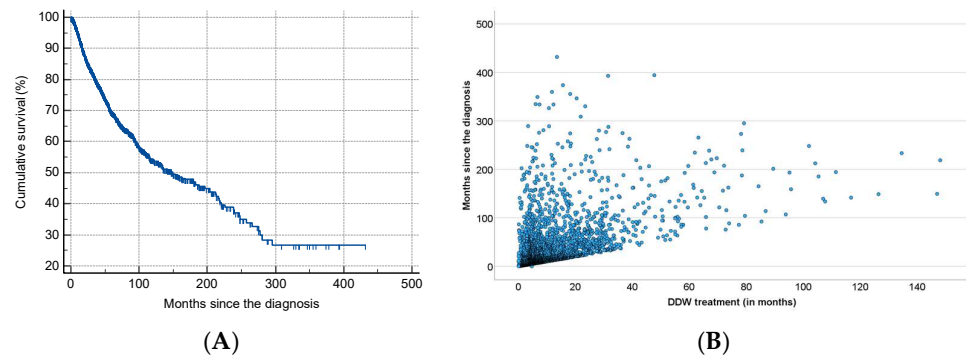 100
90
80
70
60
50
40
30
20
Cumulative survival (%)
0 100 200 300 400 500
Months since the diagnosis
(A)
500
400
300
200
100
0
Months since the diagnosis
0 20 40 60 80 100 120 140
DDW treatment (in months)
(B)